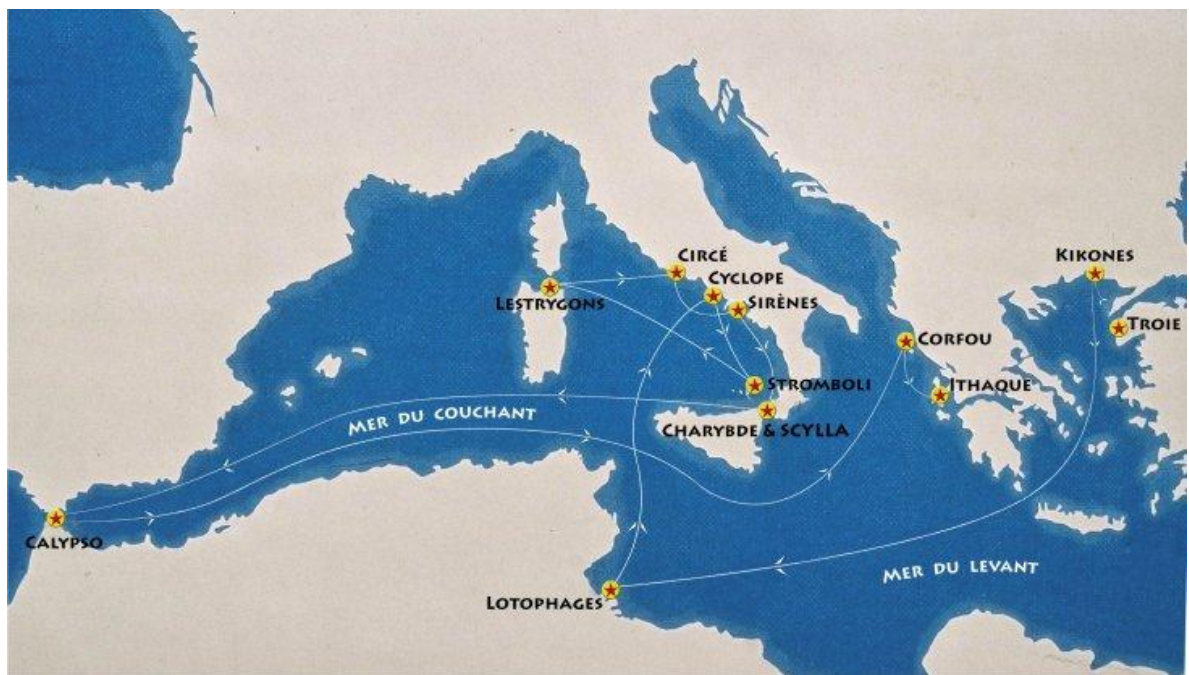 CIRCÉ
CYCLOPE
KIKONES
LESTRYGONS
SIRÈNES
TROIE
CORFOU
STROMBOLI
ITHAQUE
MER DU COUCHANT
CHARYBDE & SCYLLA
CALYPSO
MER DU LEVANT
LOTOPHAGES